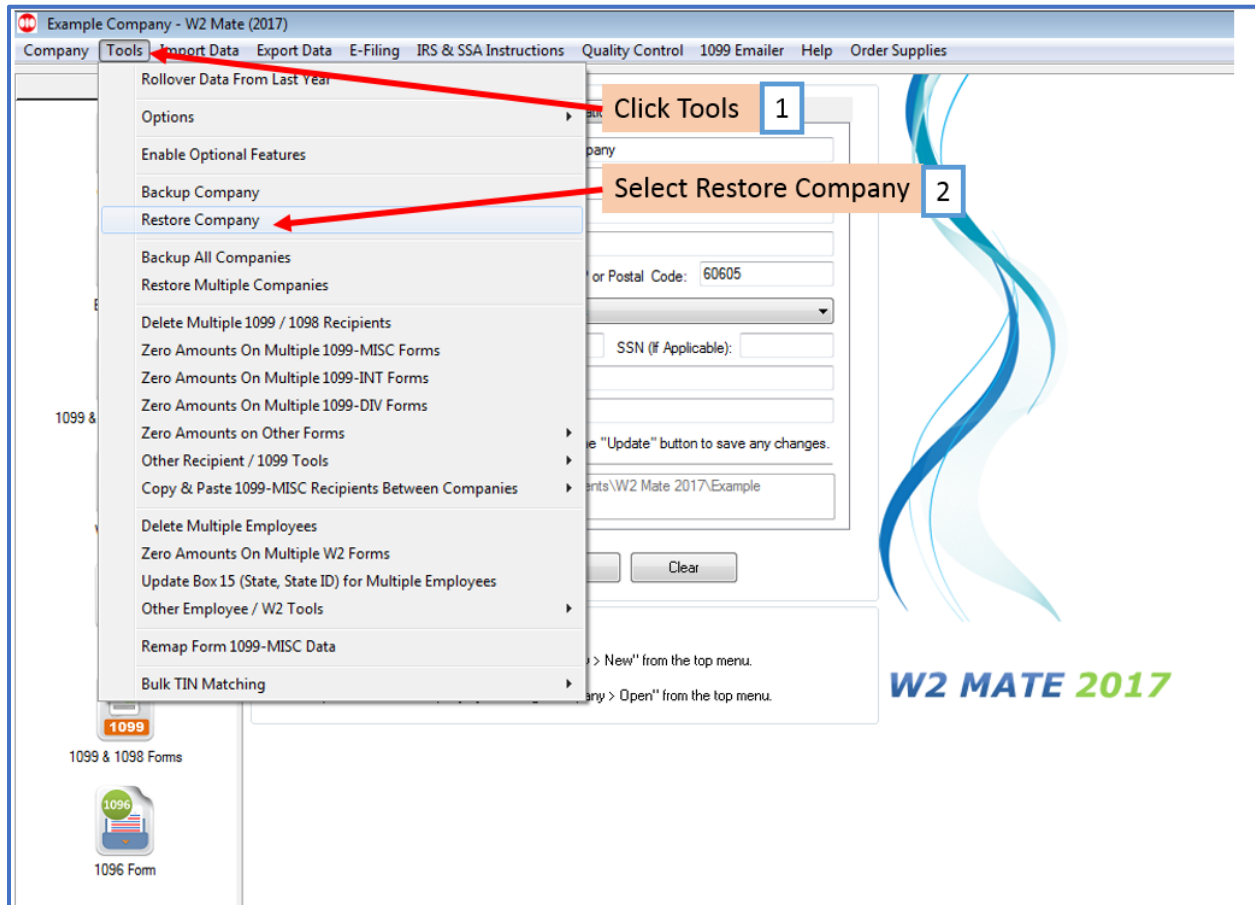 Example Company - W2 Mate (2017)
Company Tools Import Data Export Data E-Filing IRS & SSA Instructions Quality Control 1099 Emailer Help Order Supplies
Rollover Data From Last Year
Click Tools 1
Options
Enable Optional Features
pany
Backup Company
Select Restore Company 2
Restore Company
Backup All Companies
or Postal Code: 60605
Restore Multiple Companies
Delete Multiple 1099 / 1098 Recipients
Zero Amounts On Multiple 1099-MISC Forms
SSN (If Applicable):
Zero Amounts On Multiple 1099-INT Forms
Zero Amounts On Multiple 1099-DIV Forms
1099 &
Zero Amounts on Other Forms
e "Update" button to save any changes.
Other Recipient / 1099 Tools
Copy & Paste 1099-MISC Recipients Between Companies
ents\W2 Mate 2017\Example
Delete Multiple Employees
Zero Amounts On Multiple W2 Forms
Clear
Update Box 15 (State, State ID) for Multiple Employees
Other Employee / W2 Tools
Remap Form 1099-MISC Data
> New" from the top menu.
Bulk TIN Matching
any > Open" from the top menu.
W2 MATE 2017
1099
1099 & 1098 Forms
1096
1096 Form